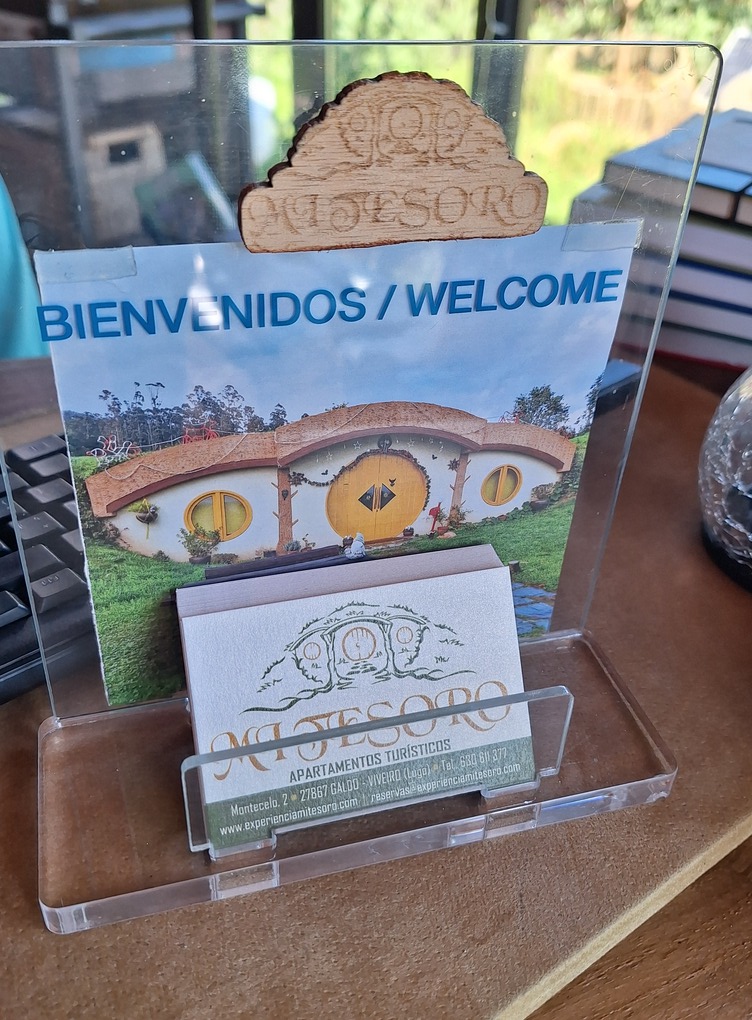 MI TESORO
BIENVENIDOS / WELCOME
MI TESORO
APARTAMENTOS TURÍSTICOS
Montecelo, 2 • 27867 GALDO - VIVEIRO (Lugo) • Tel. 630 611 377
www.experienciamitesoro.com | reservas@experienciamitesoro.com